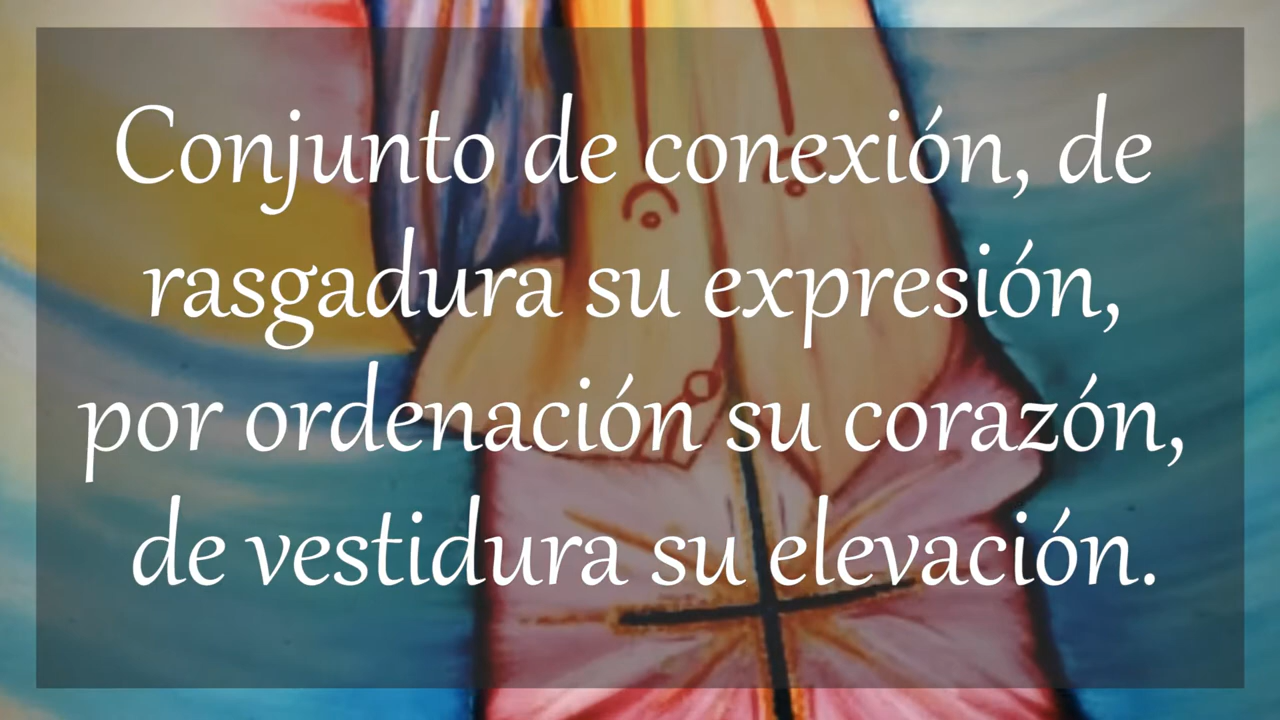 Conjunto de conexión, de
rasgadura su expresión,
por ordenación su corazón,
de vestidura su elevación.